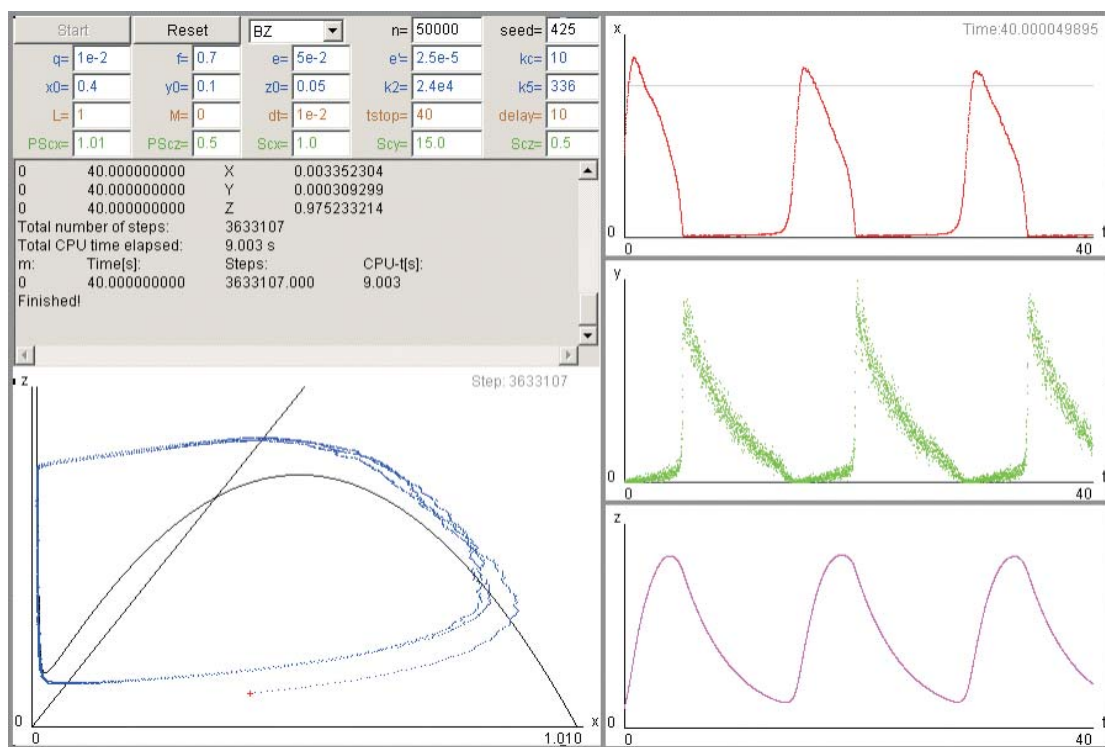 Start Reset BZ n= 50000 seed= 425
q= 1e-2 f= 0.7 e= 5e-2 e'= 2.5e-5 kc= 10
x0= 0.4 y0= 0.1 z0= 0.05 k2= 2.4e4 k5= 336
L= 1 M= 0 dt= 1e-2 tstop= 40 delay= 10
PScx= 1.01 PScz= 0.5 Scx= 1.0 Scy= 15.0 Scz= 0.5
0 40.000000000 X 0.003352304
0 40.000000000 Y 0.000309299
0 40.000000000 Z 0.975233214
Total number of steps: 3633107
Total CPU time elapsed: 9.003 s
m: Time[s]: Steps: CPU-t[s]:
0 40.000000000 3633107.000 9.003
Finished!
z Step: 3633107
0 x
0 1.010
x Time:40.000049895
0 t
0 40
y
0 t
0 40
z
0 t
0 40